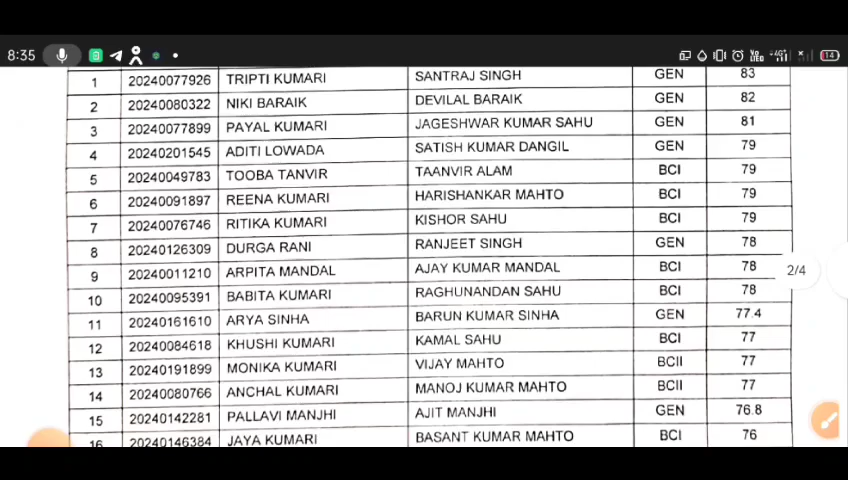 8:35 Vo LTE D 4G 14
1 20240077926 TRIPTI KUMARI SANTRAJ SINGH GEN 83
2 20240080322 NIKI BARAIK DEVILAL BARAIK GEN 82
3 20240077899 PAYAL KUMARI JAGESHWAR KUMAR SAHU GEN 81
4 20240201545 ADITI LOWADA SATISH KUMAR DANGIL GEN 79
5 20240049783 TOOBA TANVIR TAANVIR ALAM BCI 79
6 20240091897 REENA KUMARI HARISHANKAR MAHTO BCI 79
7 20240076746 RITIKA KUMARI KISHOR SAHU BCI 79
8 20240126309 DURGA RANI RANJEET SINGH GEN 78
9 20240011210 ARPITA MANDAL AJAY KUMAR MANDAL BCI 78
2/4
10 20240095391 BABITA KUMARI RAGHUNANDAN SAHU BCI 78
11 20240161610 ARYA SINHA BARUN KUMAR SINHA GEN 77.4
12 20240084618 KHUSHI KUMARI KAMAL SAHU BCI 77
13 20240191899 MONIKA KUMARI VIJAY MAHTO BCII 77
14 20240080766 ANCHAL KUMARI MANOJ KUMAR MAHTO BCII 77
15 20240142281 PALLAVI MANJHI AJIT MANJHI GEN 76.8
16 20240146384 JAYA KUMARI BASANT KUMAR MAHTO BCI 76